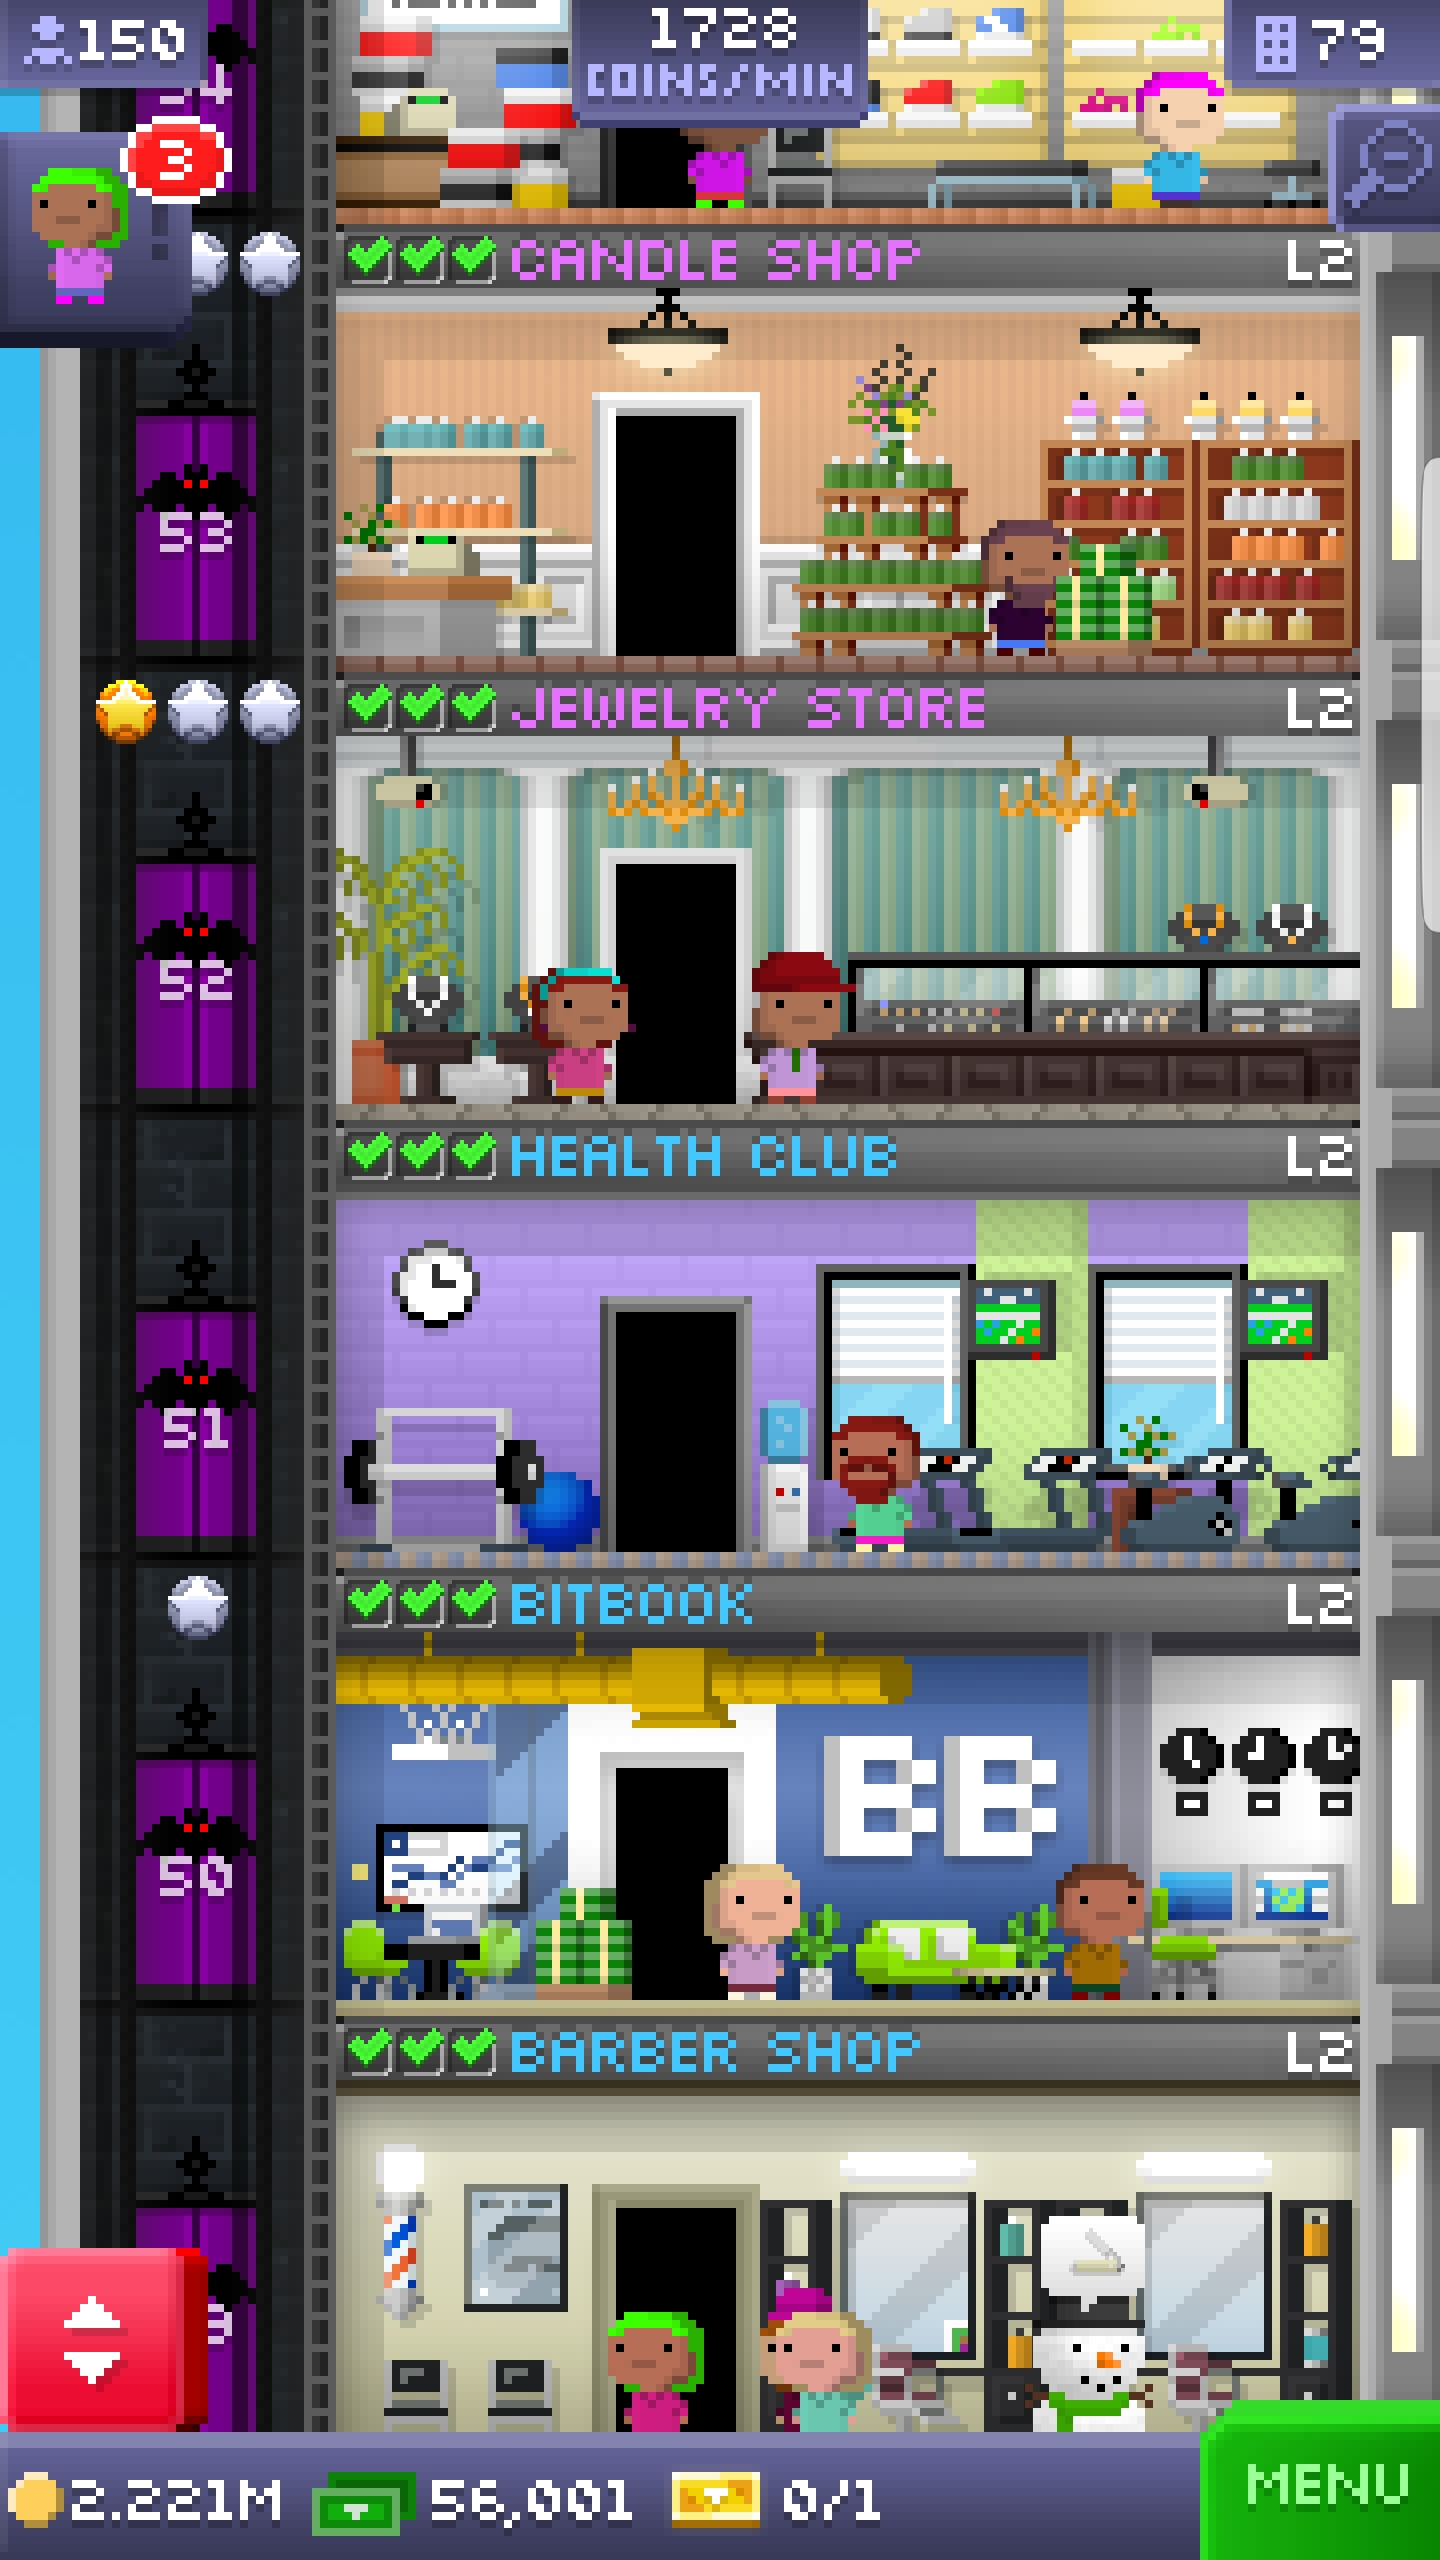 150
1728
COINS/MIN
79
3
CANDLE SHOP L2
53
JEWELRY STORE L2
52
HEALTH CLUB L2
51
BITBOOK L2
BB
50
BARBER SHOP L2
2.221M 56,001 0/1
MENU